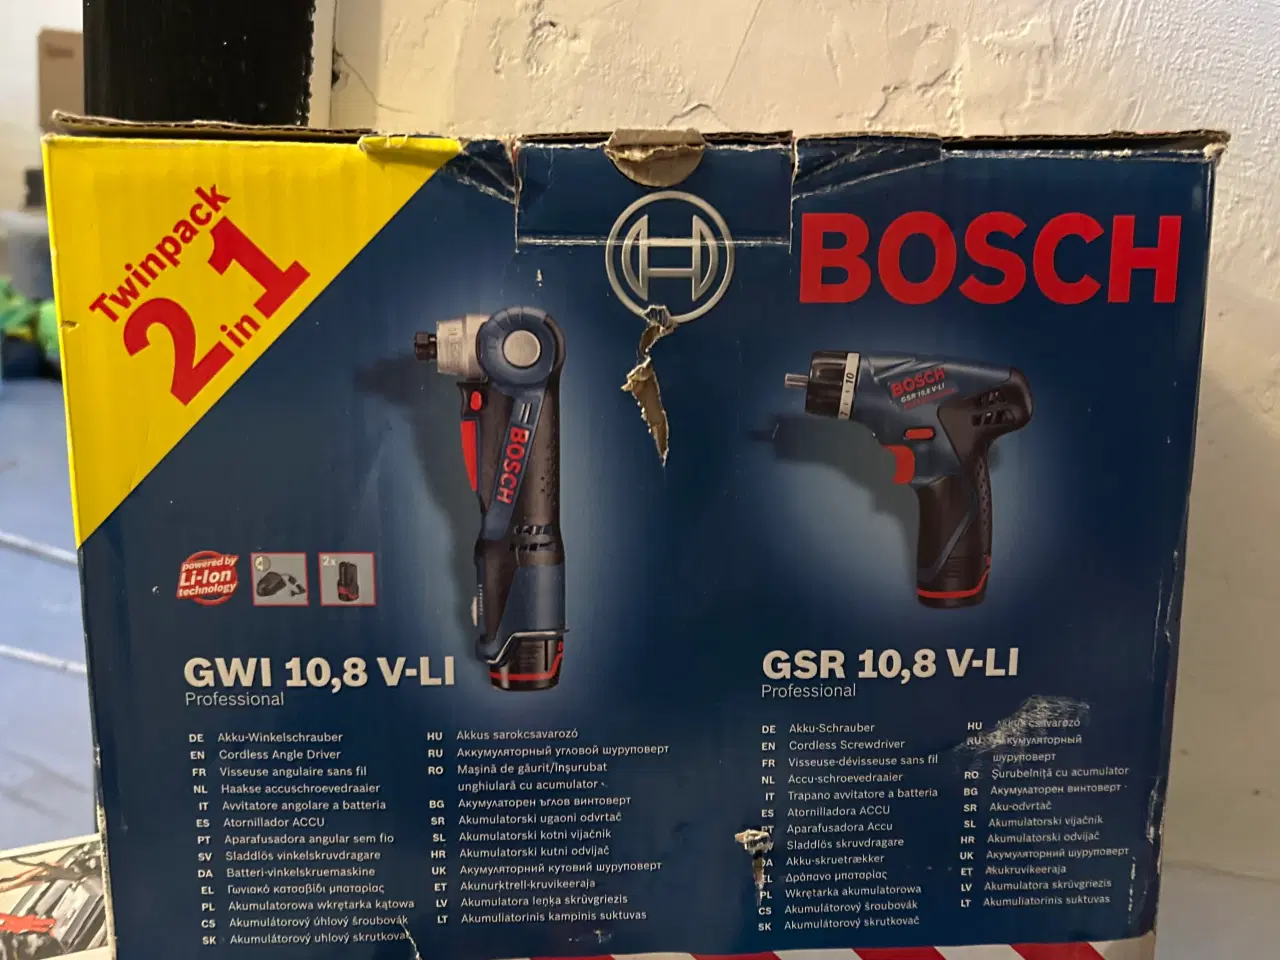 Twinpack
2 in 1
BOSCH
BOSCH
BOSCH
GSR 10,8 V-LI
10
powered by
Li-Ion
technology
2x
GWI 10,8 V-LI
Professional
DE Akku-Winkelschrauber
EN Cordless Angle Driver
FR Visseuse angulaire sans fil
NL Haakse accuschroevedraaier
IT Avvitatore angolare a batteria
ES Atornillador ACCU
PT Aparafusadora angular sem fio
SV Sladdlös vinkelskruvdragare
DA Batteri-vinkelskruemaskine
EL Γωνιακό κατσαβίδι μπαταρίας
PL Akumulatorowa wkrętarka kątowa
CS Akumulátorový úhlový šroubovák
SK Akumulátorový uhlový skrutkovač
HU Akkus sarokcsavarozó
RU Аккумуляторный угловой шуруповерт
RO Maşină de găurit/înşurubat
unghiulară cu acumulator
BG Акумулаторен ъглов винтоверт
SR Akumulatorski ugaoni odvrtač
SL Akumulatorski kotni vijačnik
HR Akumulatorski kutni odvijač
UK Акумуляторний кутовий шуруповерт
ET Akunurktrell-kruvikeeraja
LV Akumulatora leņķa skrūvgriezis
LT Akumuliatorinis kampinis suktuvas
GSR 10,8 V-LI
Professional
DE Akku-Schrauber
EN Cordless Screwdriver
FR Visseuse-dévisseuse sans fil
NL Accu-schroevedraaier
IT Trapano avvitatore a batteria
ES Atornilladora ACCU
PT Aparafusadora Accu
Sladdlös skruvdragare
DA Akku-skruetrækker
EL Δράπανο μπαταρίας
PL Wkrętarka akumulatorowa
CS Akumulátorový šroubovák
SK Akumulátorový skrutkovač
HU Akkus csavarozó
RU Аккумуляторный
шуруповерт
RO Şurubelniţă cu acumulator
BG Акумулаторен винтоверт
SR Aku-odvrtač
SL Akumulatorski vijačnik
HR Akumulatorski odvijač
UK Акумуляторний шуруповерт
ET Akukruvikeeraja
LV Akumulatora skrūvgriezis
LT Akumuliatorinis suktuvas